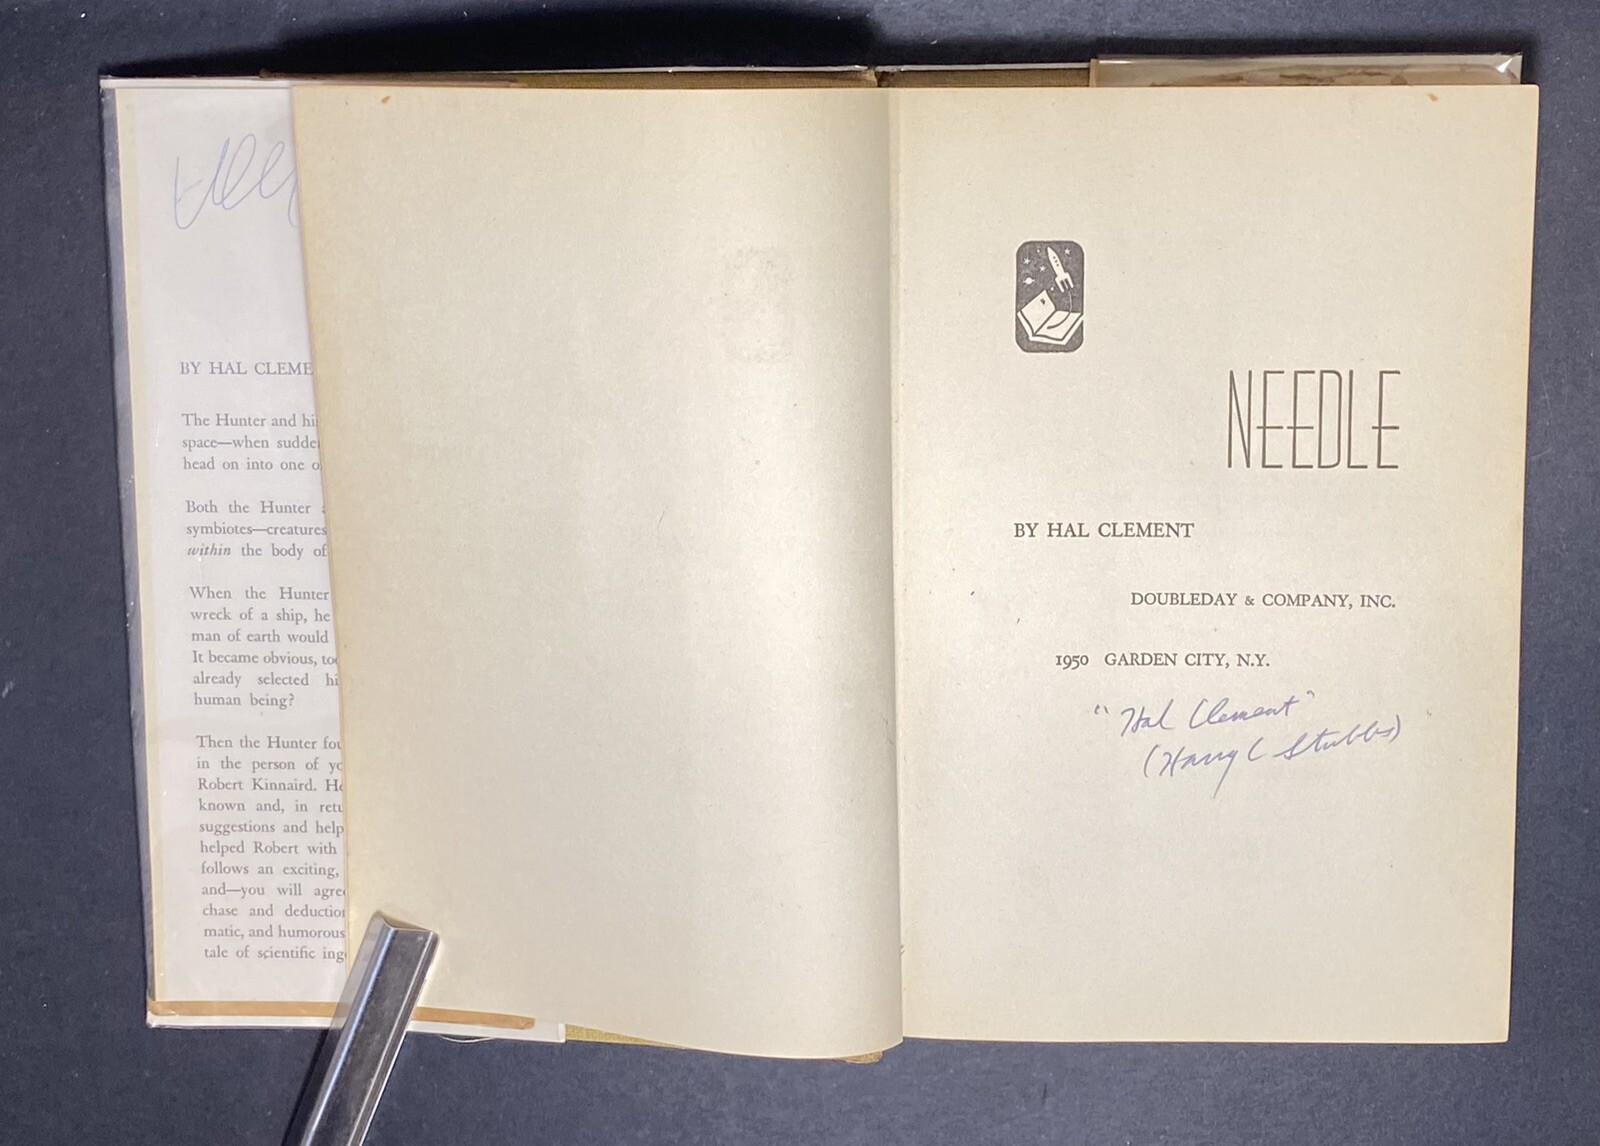 BY HAL CLEME
The Hunter and hi
space—when sudde
head on into one o
Both the Hunter
symbiotes—creatures
within the body of
When the Hunter
wreck of a ship, he
man of earth would
It became obvious, too
already selected hi
human being?
Then the Hunter fou
in the person of yo
Robert Kinnaird. He
known and, in retu
suggestions and help
helped Robert with
follows an exciting,
and—you will agree
chase and deduction
matic, and humorous
tale of scientific ing
NEEDLE
BY HAL CLEMENT
DOUBLEDAY & COMPANY, INC.
1950 GARDEN CITY, N.Y.
"Hal Clement"
(Harry C Stubbs)